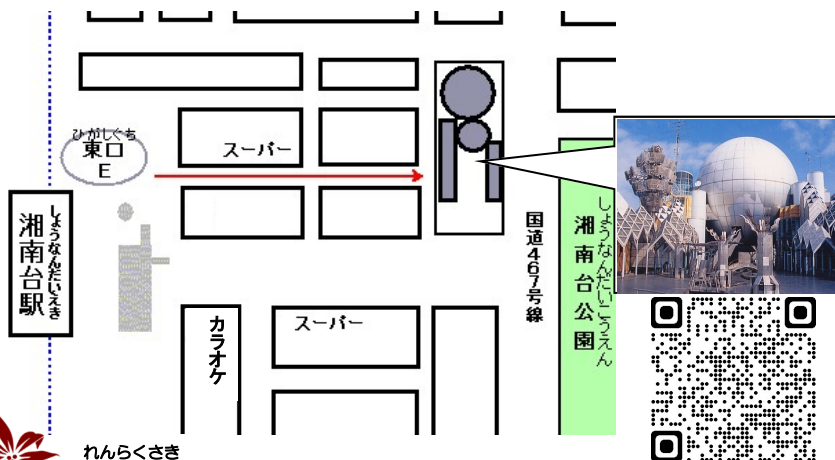 ひがしぐち
東口
E
スーパー
しょうなんだいえき
湘南台駅
カラオケ
スーパー
国道467号線
しょうなんだいこうえん
湘南台公園
れんらくさき